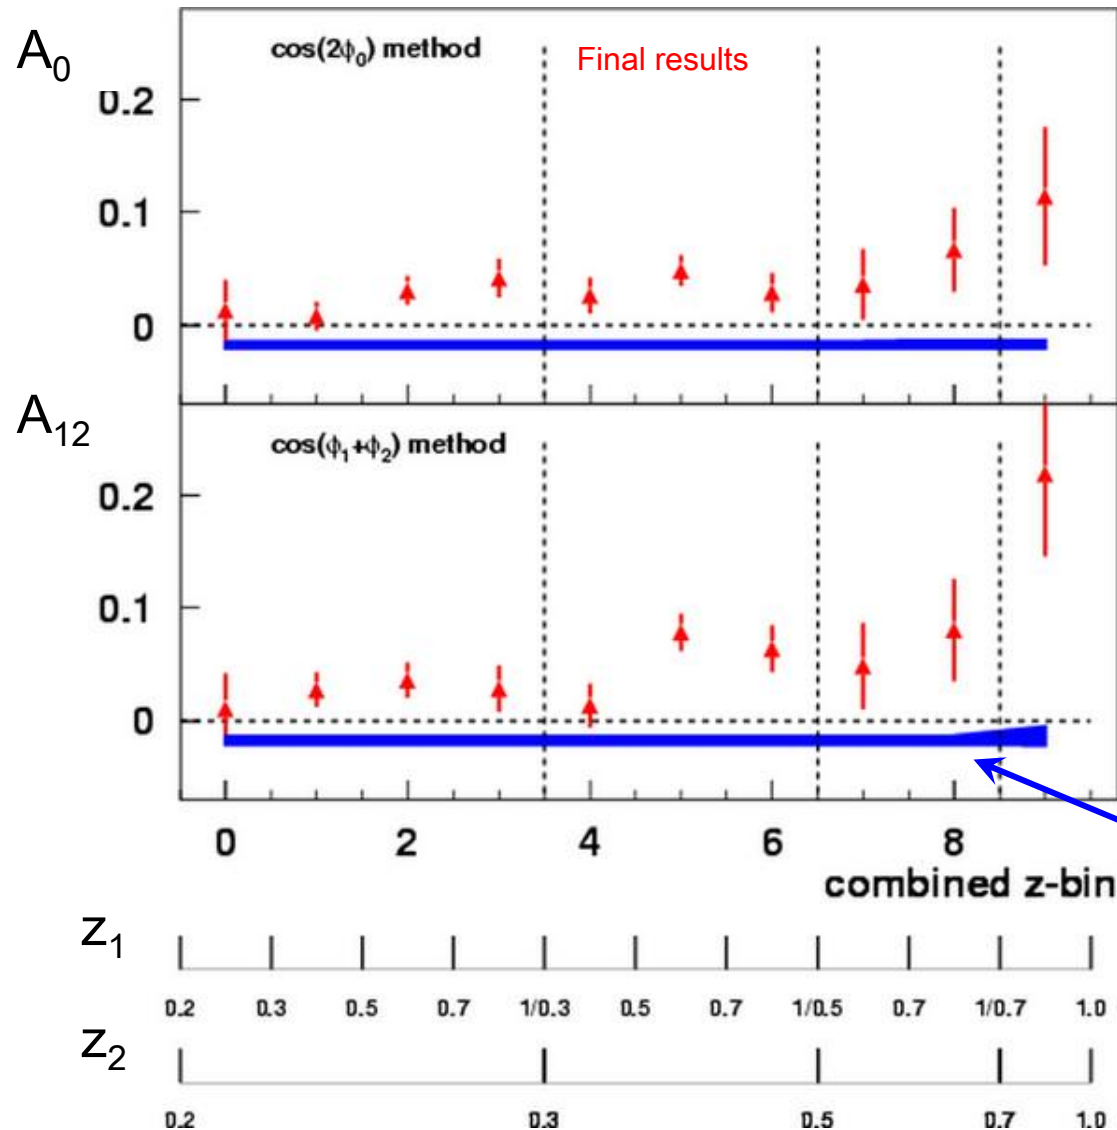 A₀
cos(2ϕ₀) method
Final results
0.2
0.1
0
A₁₂
cos(ϕ₁+ϕ₂) method
0.2
0.1
0
0 2 4 6 8
combined z-bin
z₁
0.2 0.3 0.5 0.7 1/0.3 0.5 0.7 1/0.5 0.7 1/0.7 1.0
z₂
0.2 0.3 0.5 0.7 1.0